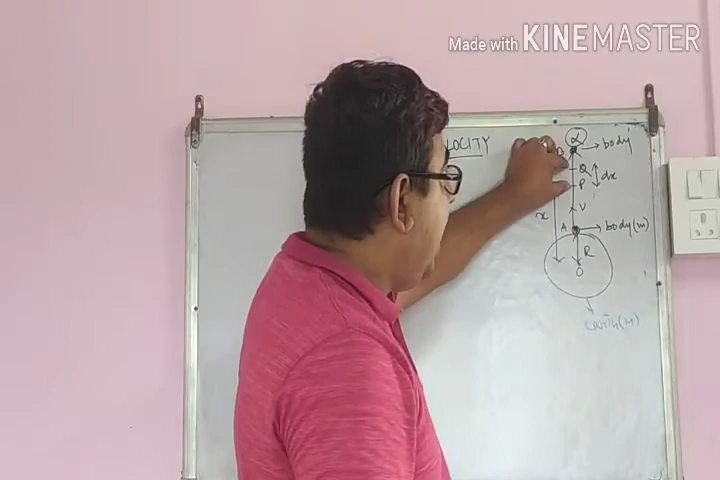 Made with KINEMASTER
LOCITY
α
B
body
Q
dx
P
x
V
A
body(m)
R
O
earth(M)